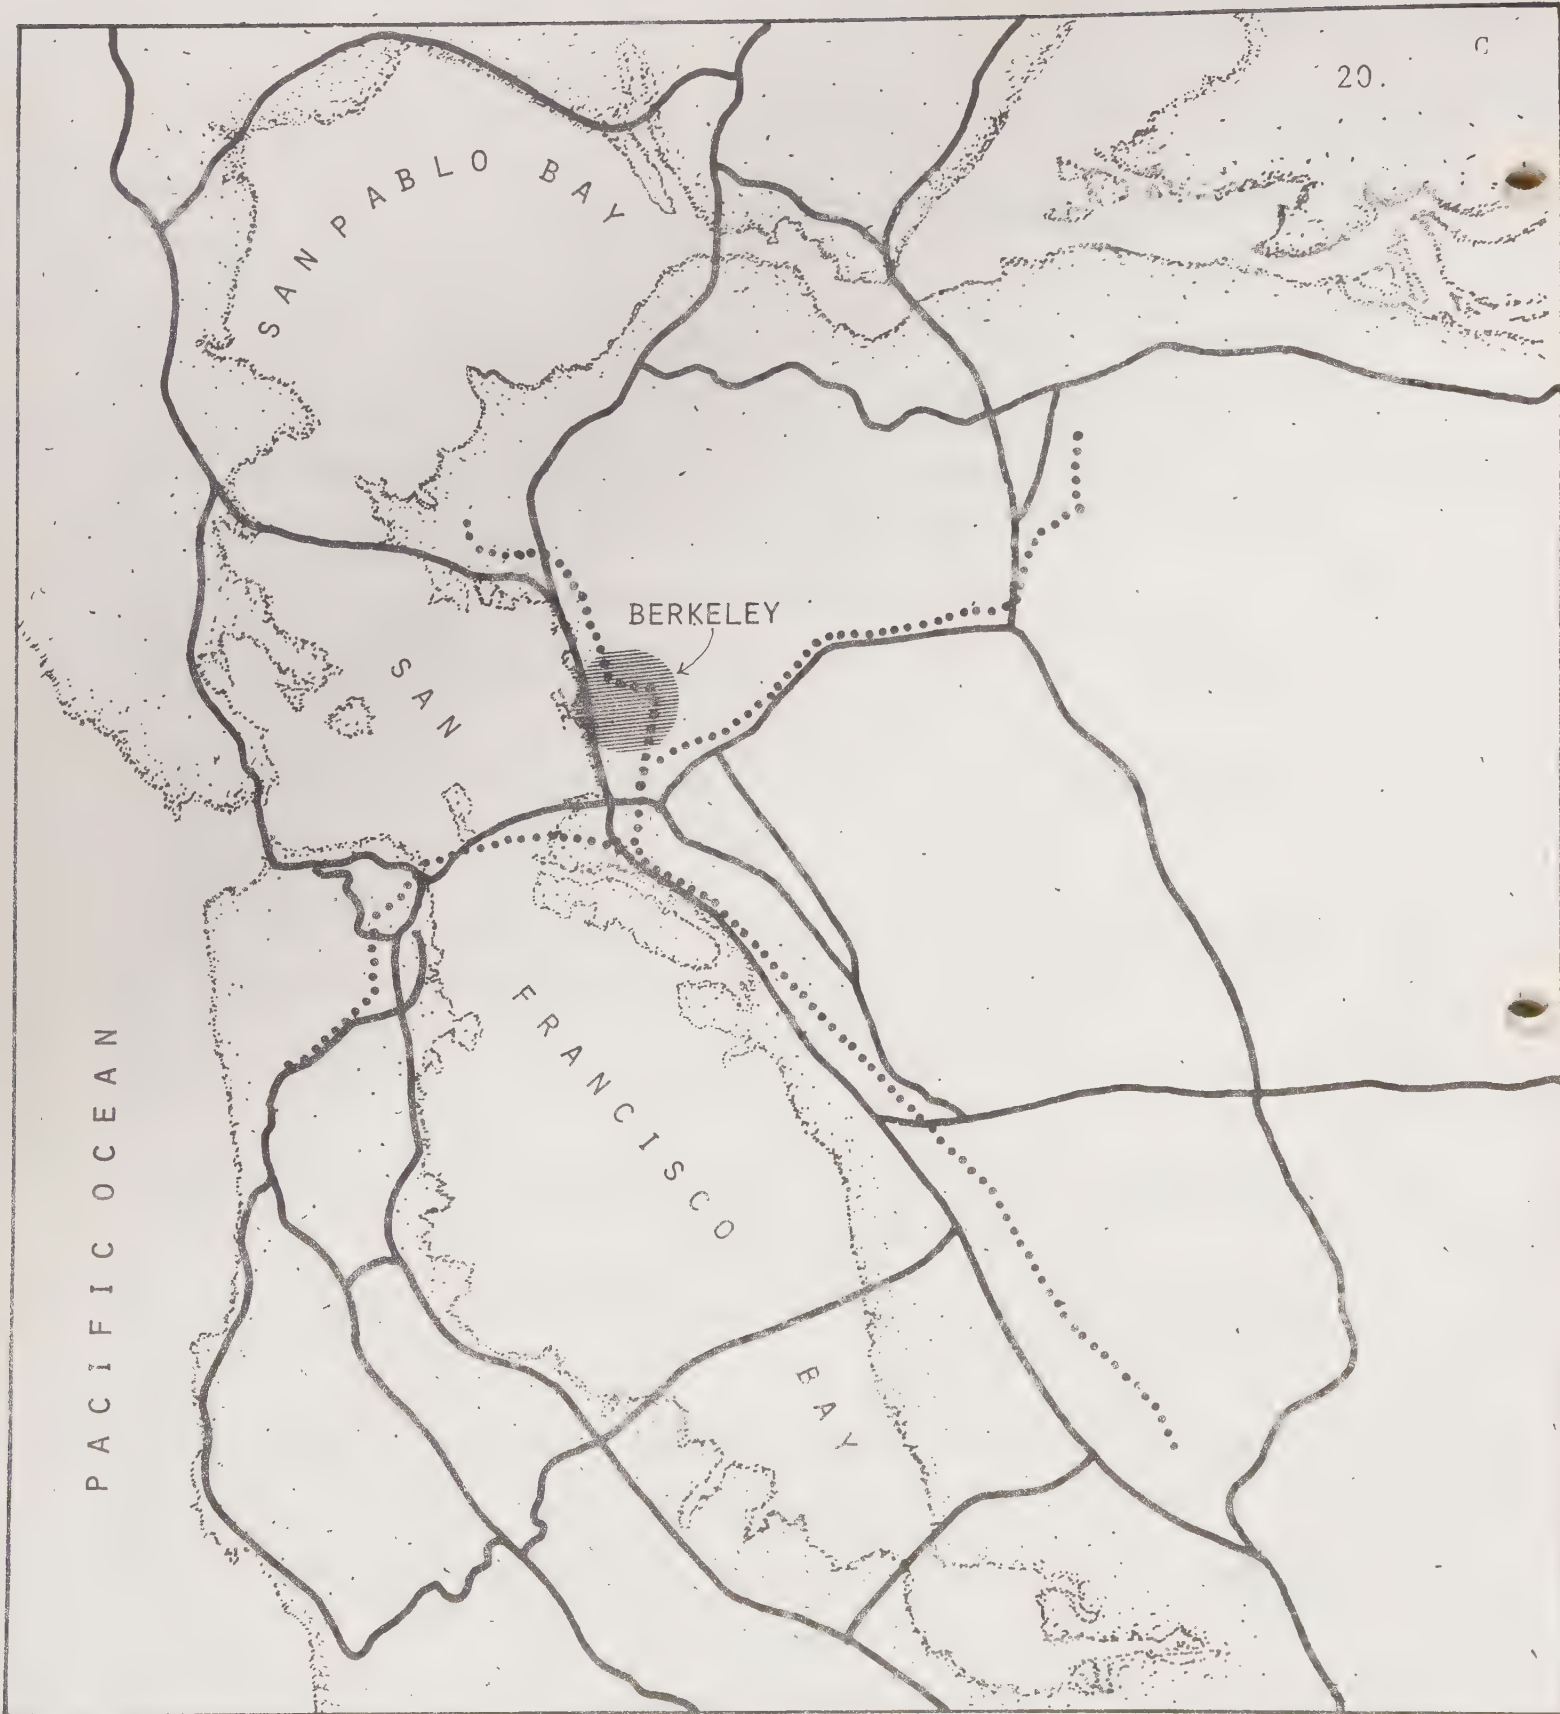 C
20.
SAN PABLO BAY
BERKELEY
SAN
FRANCISCO
BAY
PACIFIC OCEAN